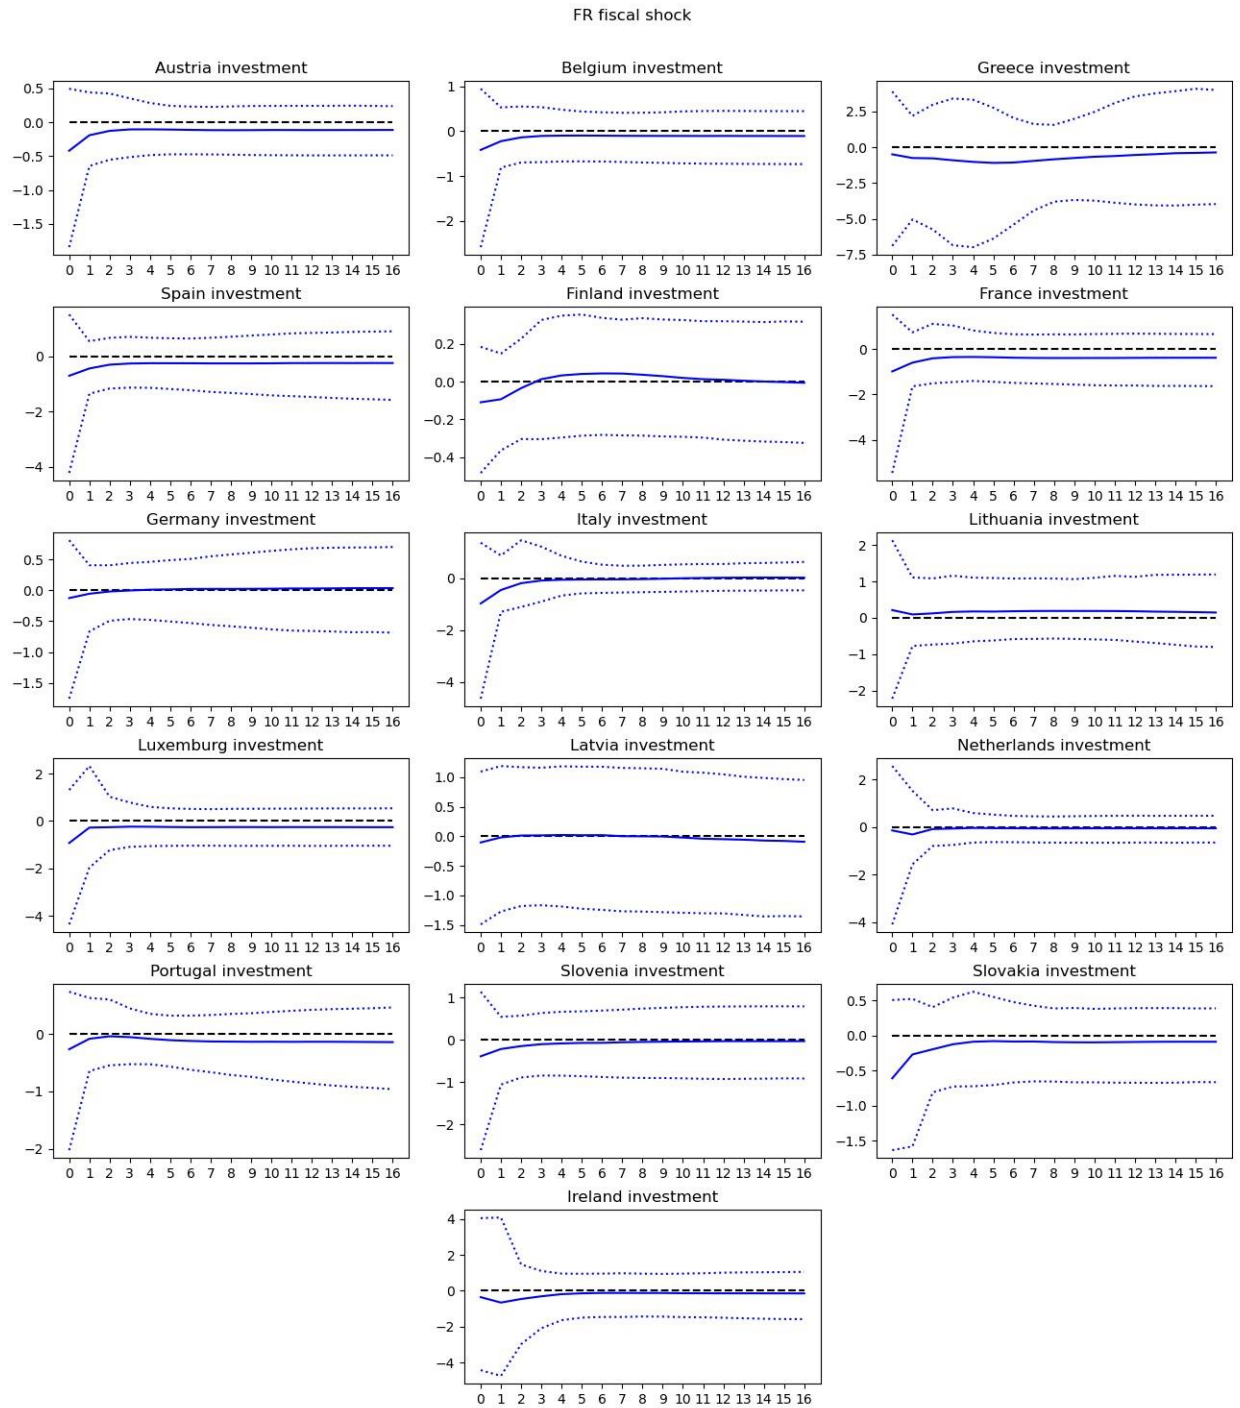 FR fiscal shock
Austria investment
0.5
0.0
−0.5
−1.0
−1.5
0 1 2 3 4 5 6 7 8 9 10 11 12 13 14 15 16
Belgium investment
1
0
−1
−2
0 1 2 3 4 5 6 7 8 9 10 11 12 13 14 15 16
Greece investment
2.5
0.0
−2.5
−5.0
−7.5
0 1 2 3 4 5 6 7 8 9 10 11 12 13 14 15 16
Spain investment
0
−2
−4
0 1 2 3 4 5 6 7 8 9 10 11 12 13 14 15 16
Finland investment
0.2
0.0
−0.2
−0.4
0 1 2 3 4 5 6 7 8 9 10 11 12 13 14 15 16
France investment
0
−2
−4
0 1 2 3 4 5 6 7 8 9 10 11 12 13 14 15 16
Germany investment
0.5
0.0
−0.5
−1.0
−1.5
0 1 2 3 4 5 6 7 8 9 10 11 12 13 14 15 16
Italy investment
0
−2
−4
0 1 2 3 4 5 6 7 8 9 10 11 12 13 14 15 16
Lithuania investment
2
1
0
−1
−2
0 1 2 3 4 5 6 7 8 9 10 11 12 13 14 15 16
Luxemburg investment
2
0
−2
−4
0 1 2 3 4 5 6 7 8 9 10 11 12 13 14 15 16
Latvia investment
1.0
0.5
0.0
−0.5
−1.0
−1.5
0 1 2 3 4 5 6 7 8 9 10 11 12 13 14 15 16
Netherlands investment
2
0
−2
−4
0 1 2 3 4 5 6 7 8 9 10 11 12 13 14 15 16
Portugal investment
0
−1
−2
0 1 2 3 4 5 6 7 8 9 10 11 12 13 14 15 16
Slovenia investment
1
0
−1
−2
0 1 2 3 4 5 6 7 8 9 10 11 12 13 14 15 16
Slovakia investment
0.5
0.0
−0.5
−1.0
−1.5
0 1 2 3 4 5 6 7 8 9 10 11 12 13 14 15 16
Ireland investment
4
2
0
−2
−4
0 1 2 3 4 5 6 7 8 9 10 11 12 13 14 15 16